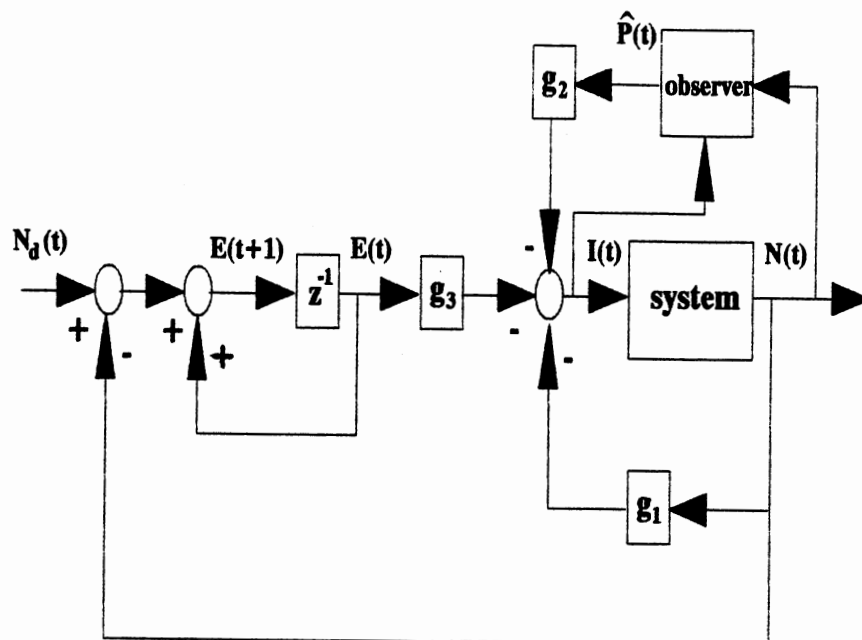 P̂(t)
g₂
observer
N_d(t)
E(t+1)
E(t)
I(t)
N(t)
-
z⁻¹
g₃
system
+
-
+
+
-
-
g₁
-